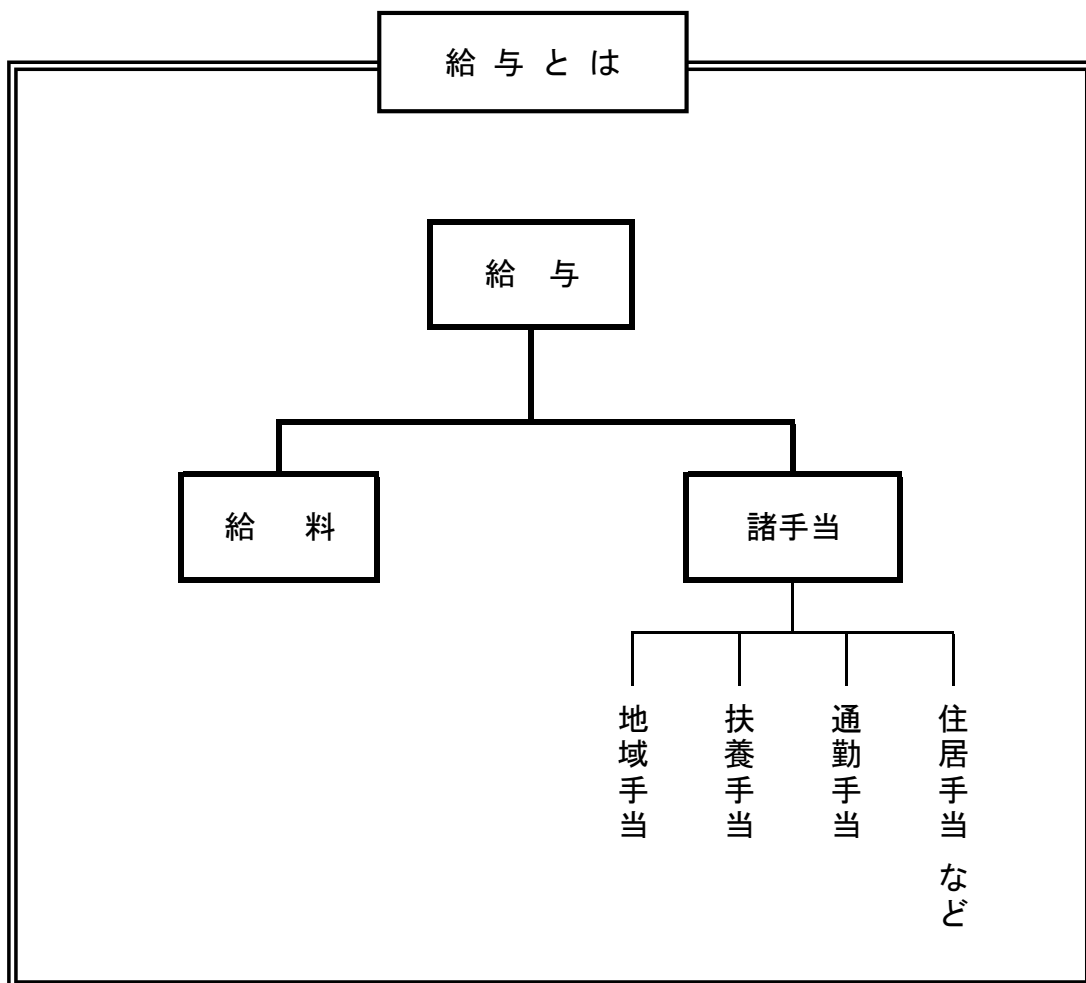 給与とは
給与
給料
諸手当
地域手当
扶養手当
通勤手当
住居手当 など